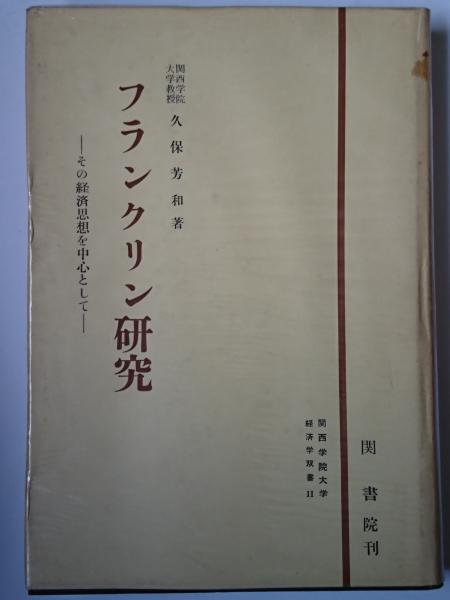 関西学院
大学教授
久保芳和著
フランクリン研究
―その経済思想を中心として―
関西学院大学
経済学双書 11
関書院刊